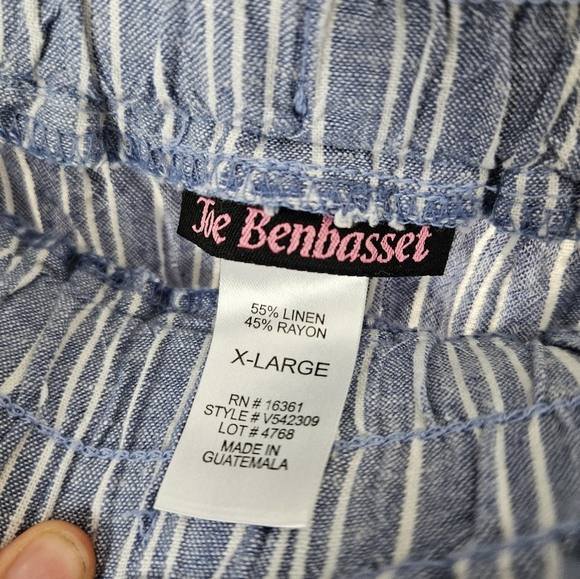 Joe Benbasset
55% LINEN
45% RAYON
X-LARGE
RN # 16361
STYLE # V542309
LOT # 4768
MADE IN
GUATEMALA